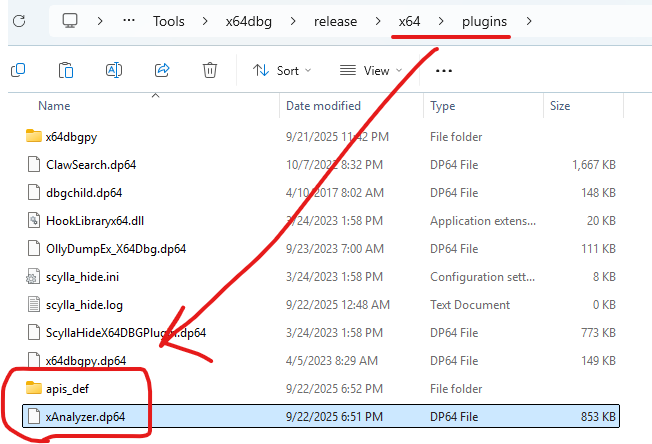 Tools > x64dbg > release > x64 > plugins >
Sort View
Name Date modified Type Size
x64dbgpy 9/21/2025 11:42 PM File folder
ClawSearch.dp64 10/7/2022 8:32 PM DP64 File 1,667 KB
dbgchild.dp64 4/10/2017 8:02 AM DP64 File 148 KB
HookLibraryx64.dll 3/24/2023 1:58 PM Application exten... 20 KB
OllyDumpEx_X64Dbg.dp64 9/23/2023 7:00 AM DP64 File 111 KB
scylla_hide.ini 3/24/2023 1:58 PM Configuration sett... 8 KB
scylla_hide.log 9/22/2025 12:48 AM Text Document 0 KB
ScyllaHideX64DBGPlugin.dp64 3/24/2023 1:58 PM DP64 File 773 KB
x64dbgpy.dp64 4/5/2023 8:29 AM DP64 File 149 KB
apis_def 9/22/2025 6:52 PM File folder
xAnalyzer.dp64 9/22/2025 6:51 PM DP64 File 853 KB